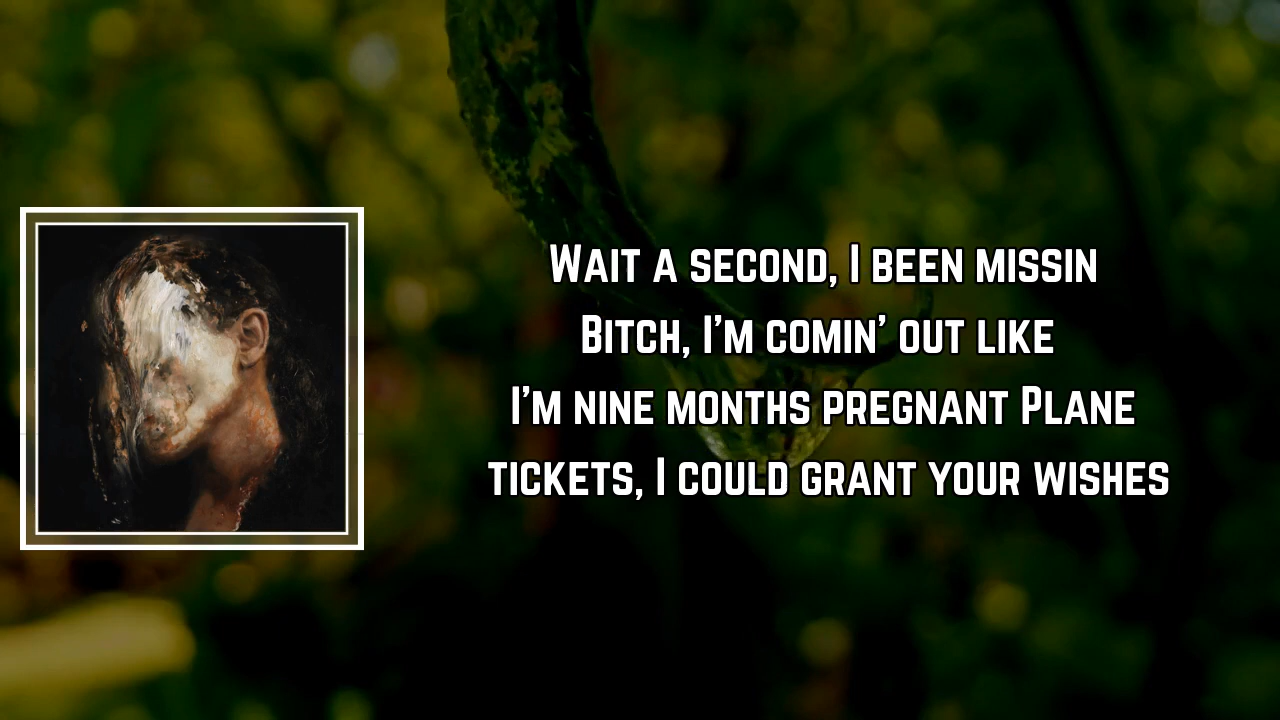 Wait a second, I been missin
Bitch, I'm comin' out like
I'm nine months pregnant Plane
tickets, I could grant your wishes